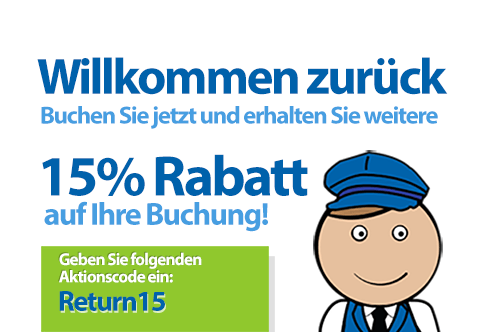 Willkommen zurück
Buchen Sie jetzt und erhalten Sie weitere
15% Rabatt
auf Ihre Buchung!
Geben Sie folgenden
Aktionscode ein:
Return15